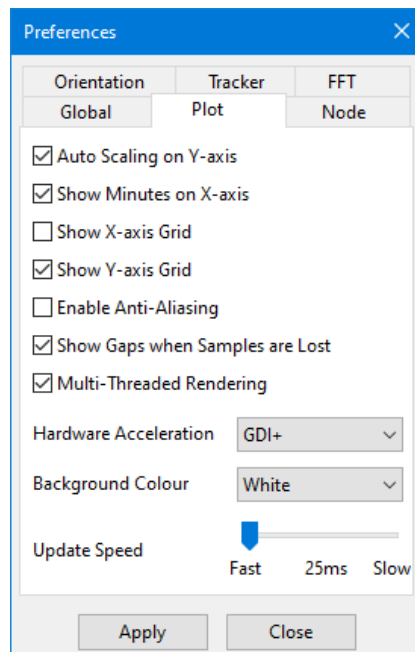 Preferences
Orientation Tracker FFT
Global Plot Node
Auto Scaling on Y-axis
Show Minutes on X-axis
Show X-axis Grid
Show Y-axis Grid
Enable Anti-Aliasing
Show Gaps when Samples are Lost
Multi-Threaded Rendering
Hardware Acceleration GDI+
Background Colour White
Update Speed
Fast 25ms Slow
Apply Close